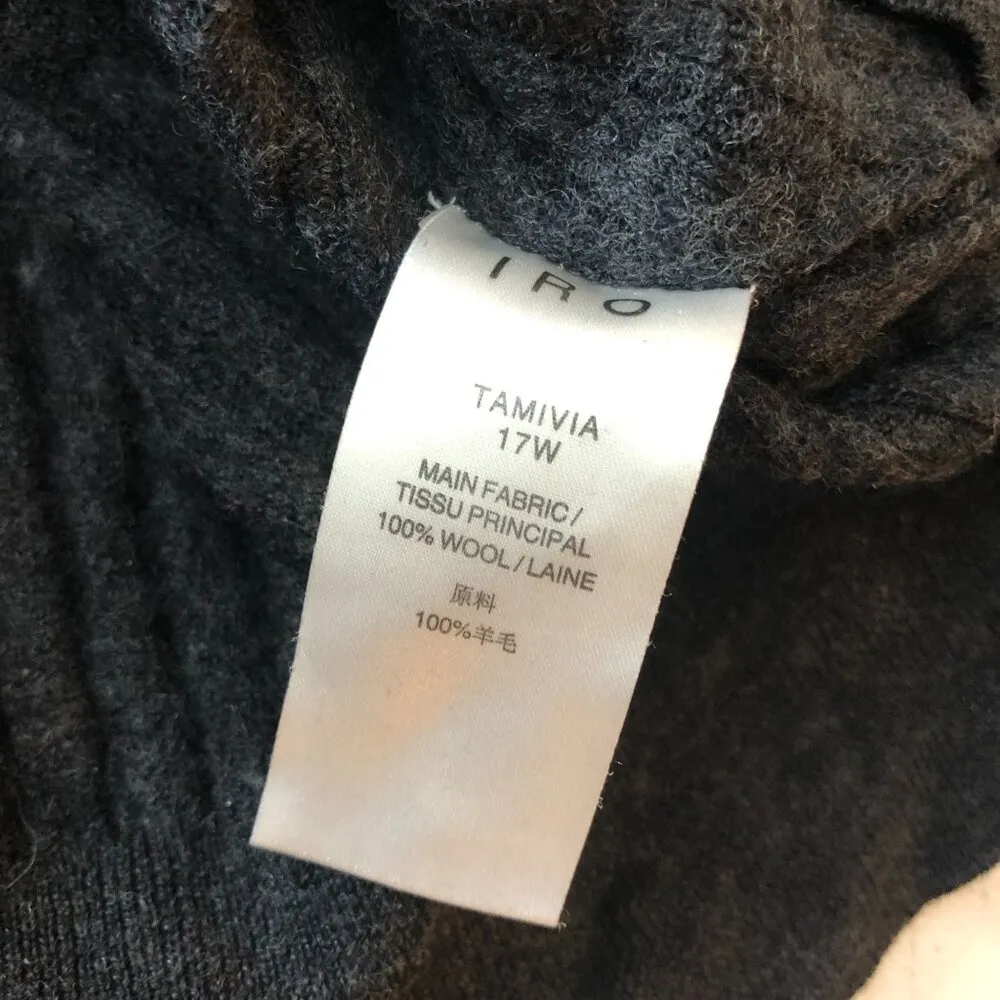 IRO
TAMIVIA
17W
MAIN FABRIC/
TISSU PRINCIPAL
100% WOOL/LAINE
原料
100%羊毛